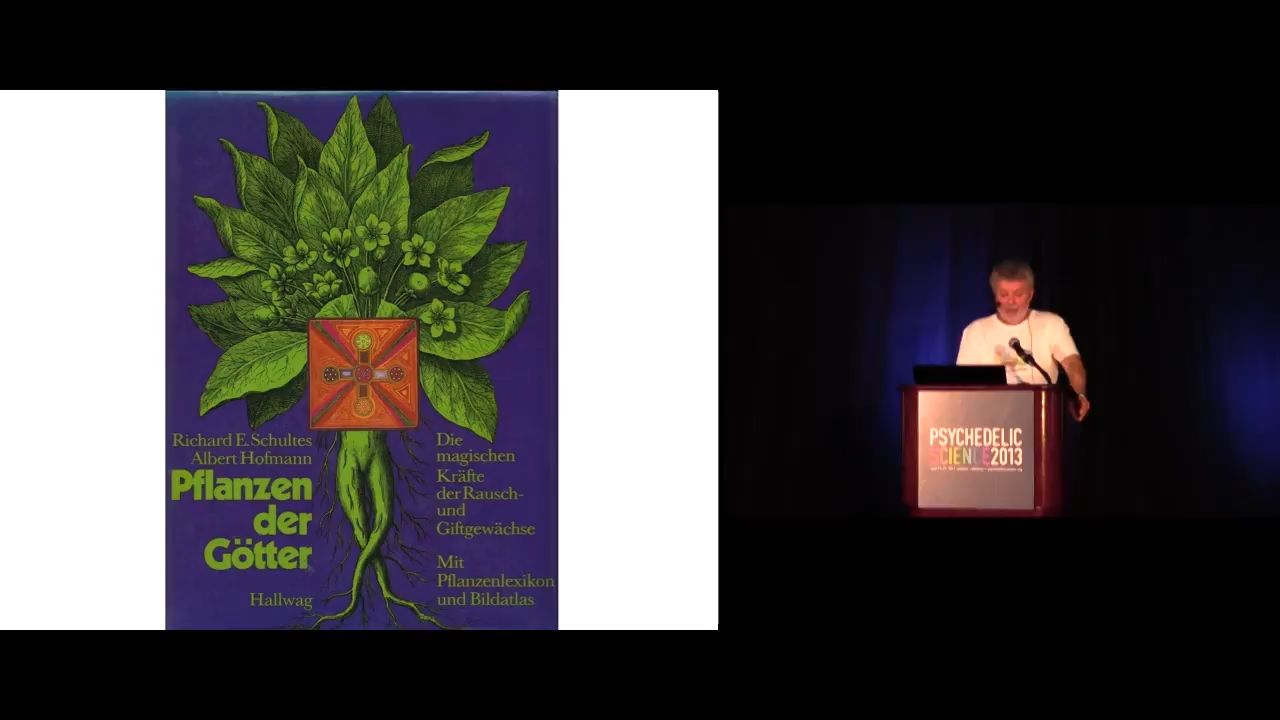 Richard E. Schultes
Albert Hofmann
Pflanzen
der
Götter
Hallwag
Die
magischen
Kräfte
der Rausch-
und
Giftgewächse
Mit
Pflanzenlexikon
und Bildatlas
PSYCHEDELIC
SCIENCE2013